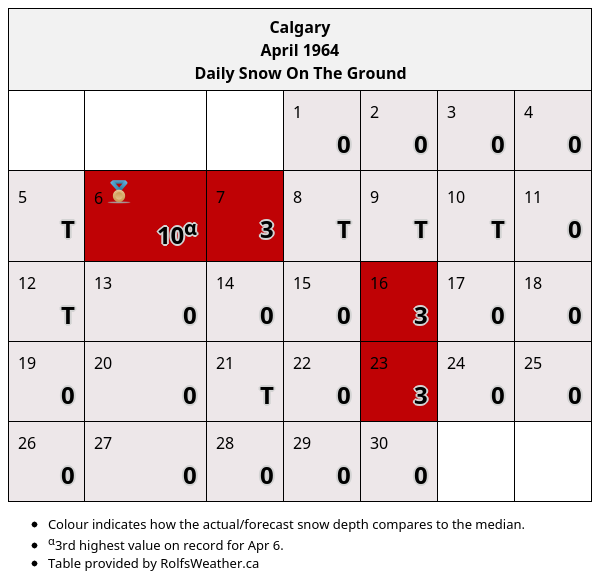 Calgary
April 1964
Daily Snow On The Ground
1 2 3 4
0 0 0 0
5 6 7 8 9 10 11
T 10α 3 T T T 0
12 13 14 15 16 17 18
T 0 0 0 3 0 0
19 20 21 22 23 24 25
0 0 T 0 3 0 0
26 27 28 29 30
0 0 0 0 0
• Colour indicates how the actual/forecast snow depth compares to the median.
• α3rd highest value on record for Apr 6.
• Table provided by RolfsWeather.ca